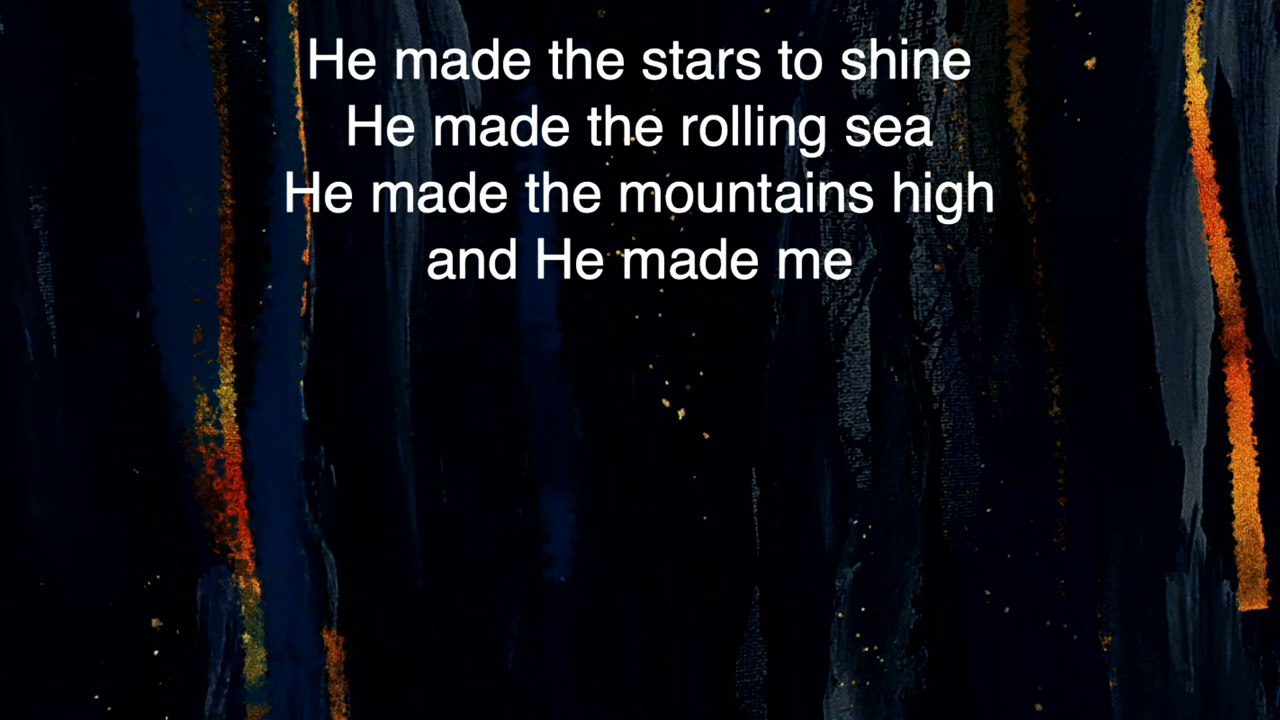 He made the stars to shine
He made the rolling sea
He made the mountains high
and He made me